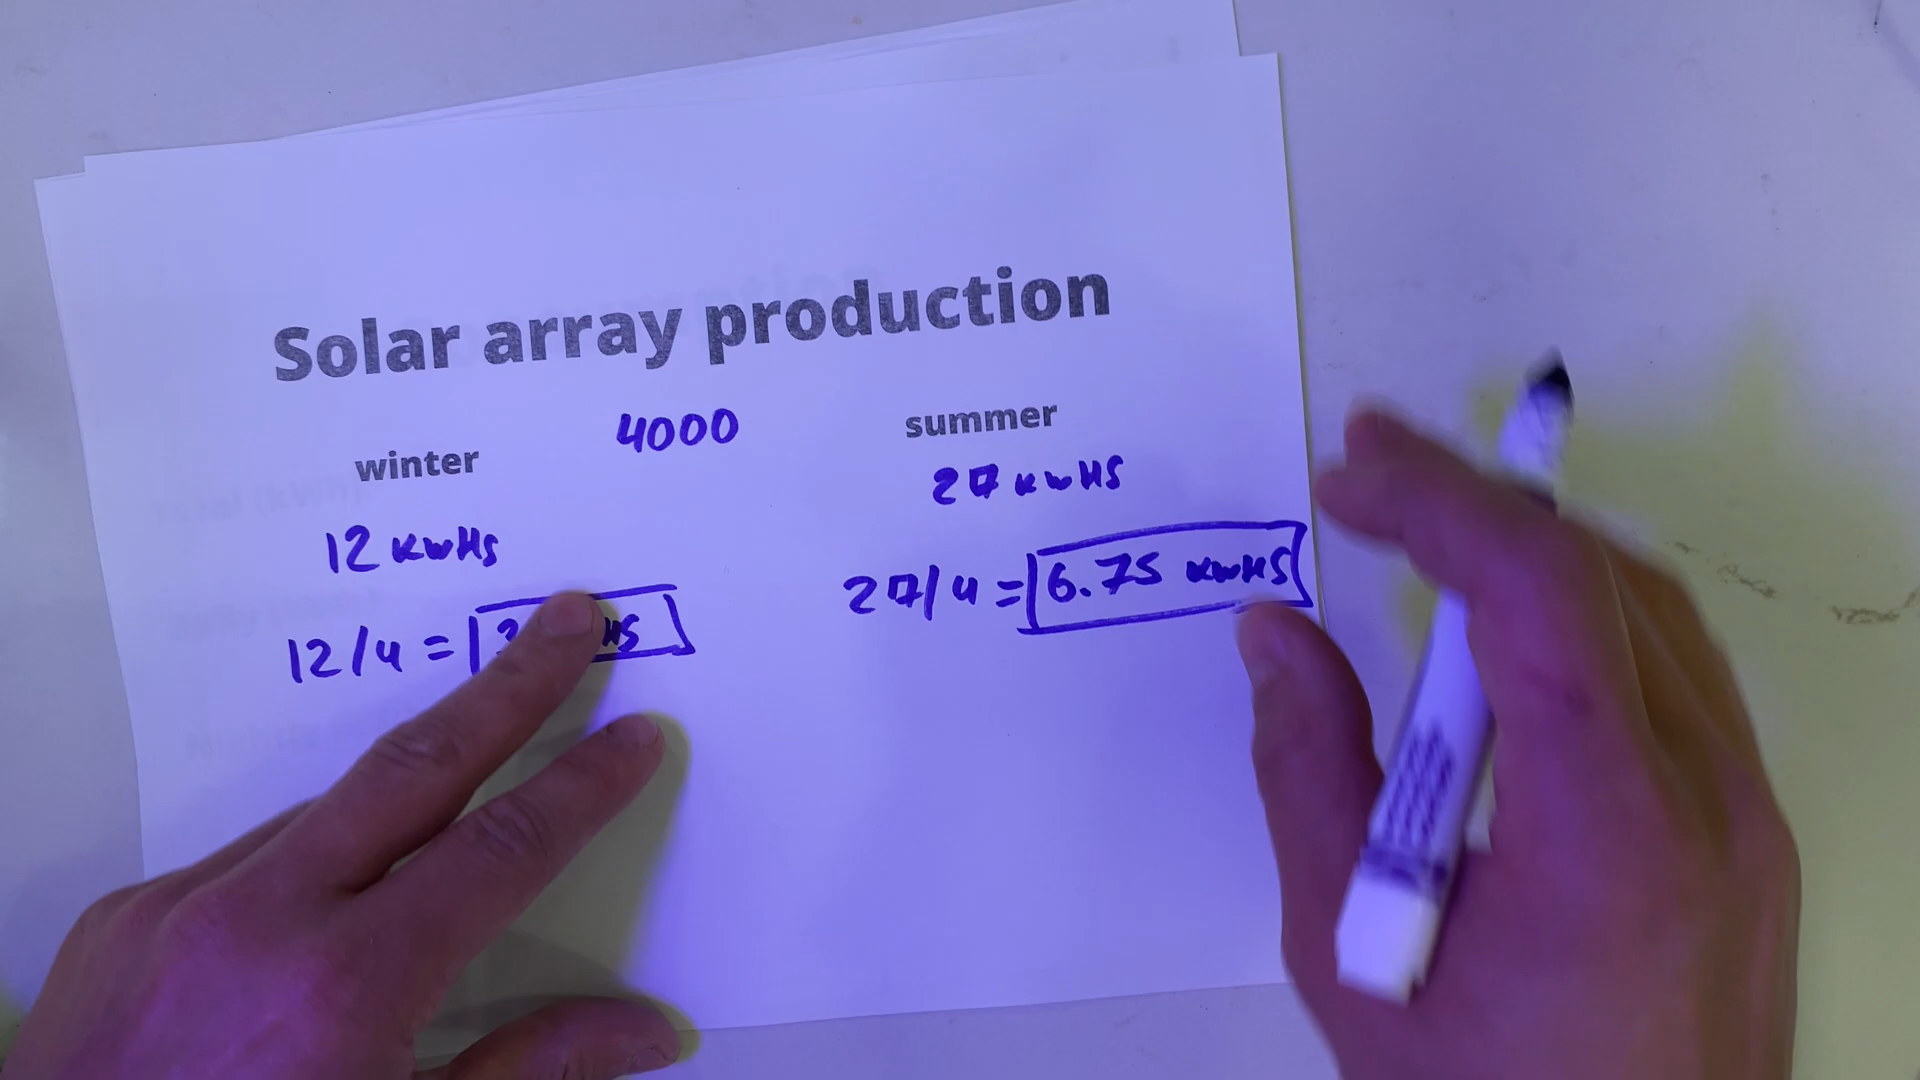 Solar array production
4000
winter
summer
12 KWHS
27 KWHS
12/4 =
27/4 = 6.75 KWHS